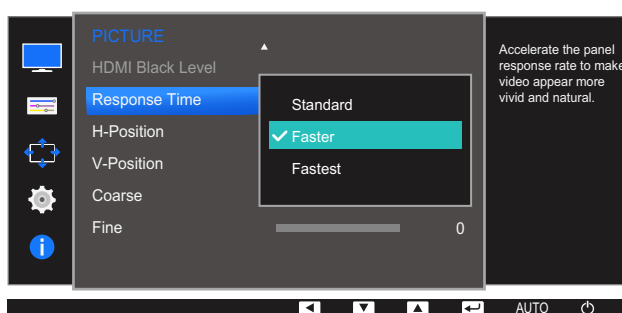 PICTURE
HDMI Black Level
Response Time
H-Position
V-Position
Coarse
Fine
Standard
Faster
Fastest
0
Accelerate the panel
response rate to make
video appear more
vivid and natural.
AUTO